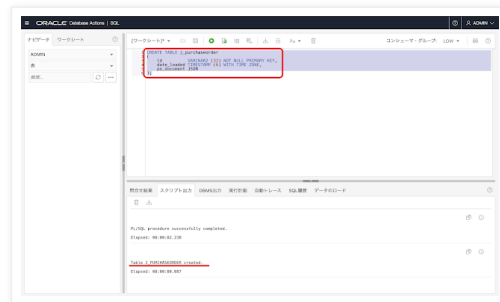 ORACLE Database Actions | SQL
ADMIN
ナビゲータ ワークシート
[ワークシート]*
コンシューマ・グループ: LOW
ADMIN
表
検索...
CREATE TABLE j_purchaseorder
(
id VARCHAR2 (32) NOT NULL PRIMARY KEY,
date_loaded TIMESTAMP (6) WITH TIME ZONE,
po_document JSON
);
問合せ結果 スクリプト出力 DBMS出力 実行計画 自動トレース SQL履歴 データのロード
PL/SQL procedure successfully completed.
Elapsed: 00:00:02.230
Table J_PURCHASEORDER created.
Elapsed: 00:00:00.007